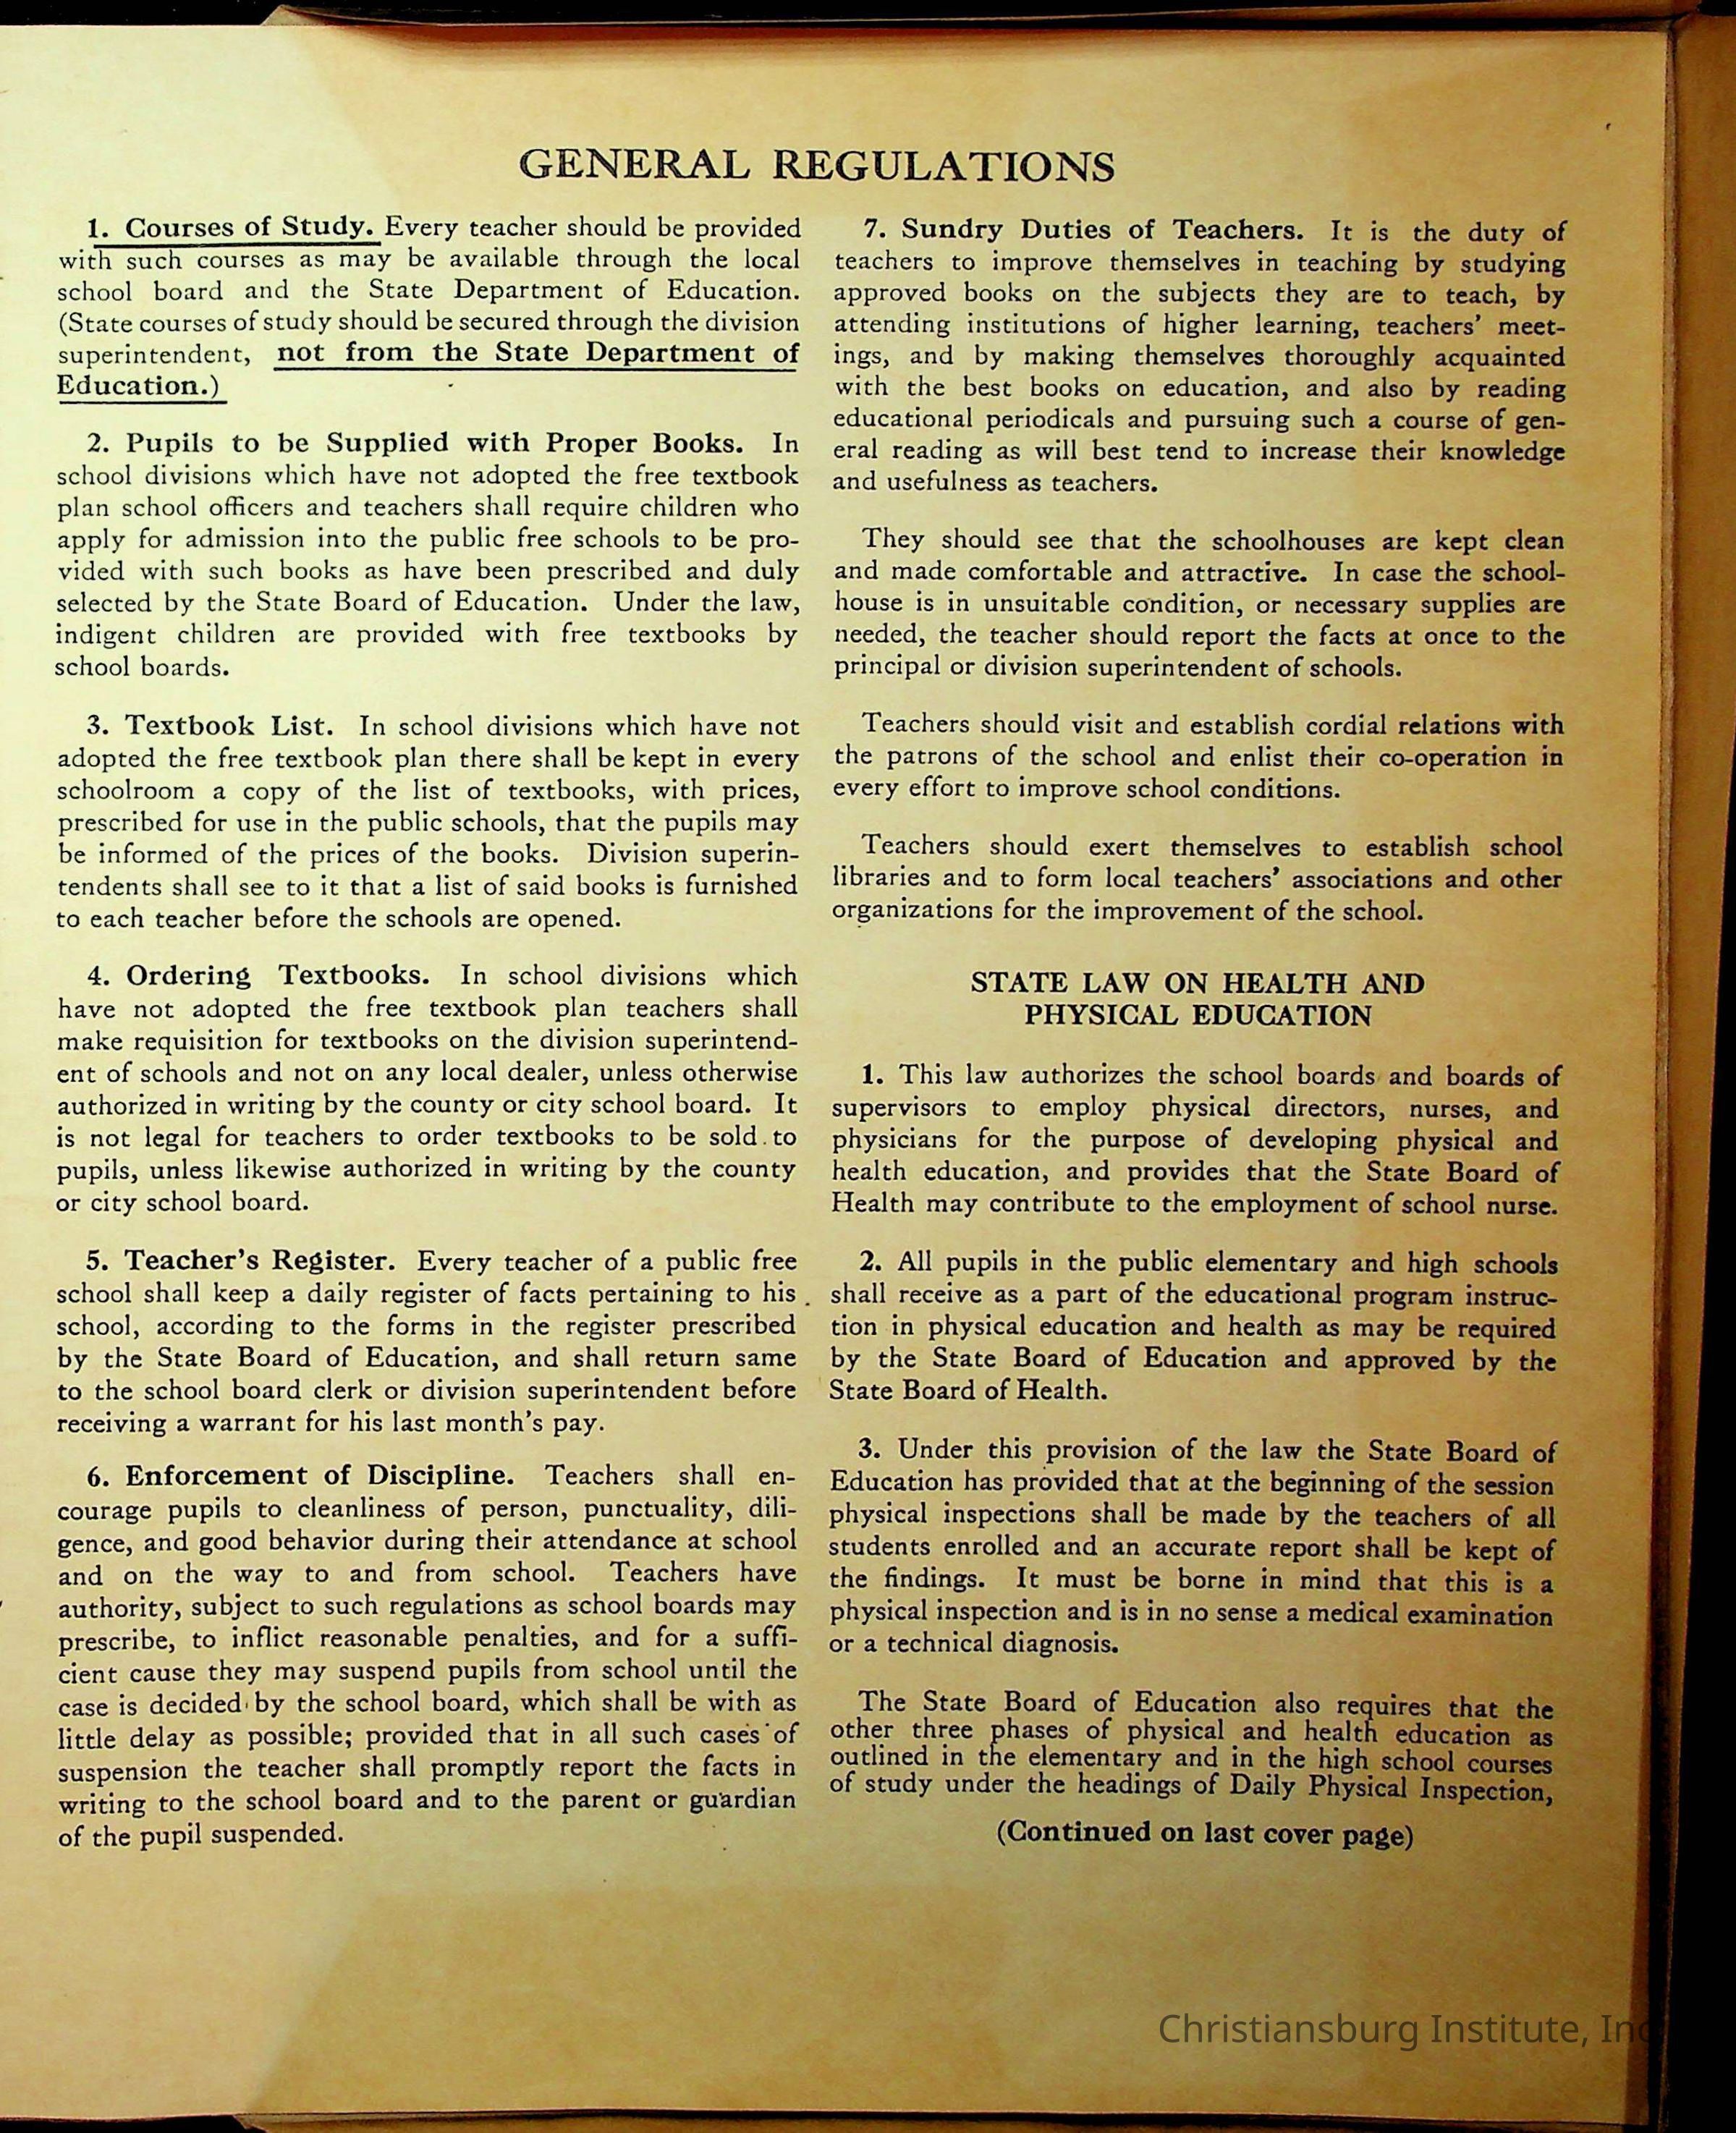 GENERAL REGULATIONS
1. Courses of Study. Every teacher should be provided
with such courses as may be available through the local
school board and the State Department of Education.
(State courses of study should be secured through the division
superintendent, not from the State Department of
Education.)
2. Pupils to be Supplied with Proper Books. In
school divisions which have not adopted the free textbook
plan school officers and teachers shall require children who
apply for admission into the public free schools to be pro-
vided with such books as have been prescribed and duly
selected by the State Board of Education. Under the law,
indigent children are provided with free textbooks by
school boards.
3. Textbook List. In school divisions which have not
adopted the free textbook plan there shall be kept in every
schoolroom a copy of the list of textbooks, with prices,
prescribed for use in the public schools, that the pupils may
be informed of the prices of the books. Division superin-
tendents shall see to it that a list of said books is furnished
to each teacher before the schools are opened.
4. Ordering Textbooks. In school divisions which
have not adopted the free textbook plan teachers shall
make requisition for textbooks on the division superintend-
ent of schools and not on any local dealer, unless otherwise
authorized in writing by the county or city school board. It
is not legal for teachers to order textbooks to be sold to
pupils, unless likewise authorized in writing by the county
or city school board.
5. Teacher's Register. Every teacher of a public free
school shall keep a daily register of facts pertaining to his
school, according to the forms in the register prescribed
by the State Board of Education, and shall return same
to the school board clerk or division superintendent before
receiving a warrant for his last month's pay.
6. Enforcement of Discipline. Teachers shall en-
courage pupils to cleanliness of person, punctuality, dili-
gence, and good behavior during their attendance at school
and on the way to and from school. Teachers have
authority, subject to such regulations as school boards may
prescribe, to inflict reasonable penalties, and for a suffi-
cient cause they may suspend pupils from school until the
case is decided by the school board, which shall be with as
little delay as possible; provided that in all such cases of
suspension the teacher shall promptly report the facts in
writing to the school board and to the parent or guardian
of the pupil suspended.
7. Sundry Duties of Teachers. It is the duty of
teachers to improve themselves in teaching by studying
approved books on the subjects they are to teach, by
attending institutions of higher learning, teachers' meet-
ings, and by making themselves thoroughly acquainted
with the best books on education, and also by reading
educational periodicals and pursuing such a course of gen-
eral reading as will best tend to increase their knowledge
and usefulness as teachers.
They should see that the schoolhouses are kept clean
and made comfortable and attractive. In case the school-
house is in unsuitable condition, or necessary supplies are
needed, the teacher should report the facts at once to the
principal or division superintendent of schools.
Teachers should visit and establish cordial relations with
the patrons of the school and enlist their co-operation in
every effort to improve school conditions.
Teachers should exert themselves to establish school
libraries and to form local teachers' associations and other
organizations for the improvement of the school.
STATE LAW ON HEALTH AND
PHYSICAL EDUCATION
1. This law authorizes the school boards and boards of
supervisors to employ physical directors, nurses, and
physicians for the purpose of developing physical and
health education, and provides that the State Board of
Health may contribute to the employment of school nurse.
2. All pupils in the public elementary and high schools
shall receive as a part of the educational program instruc-
tion in physical education and health as may be required
by the State Board of Education and approved by the
State Board of Health.
3. Under this provision of the law the State Board of
Education has provided that at the beginning of the session
physical inspections shall be made by the teachers of all
students enrolled and an accurate report shall be kept of
the findings. It must be borne in mind that this is a
physical inspection and is in no sense a medical examination
or a technical diagnosis.
The State Board of Education also requires that the
other three phases of physical and health education as
outlined in the elementary and in the high school courses
of study under the headings of Daily Physical Inspection,
(Continued on last cover page)
Christiansburg Institute, Inc